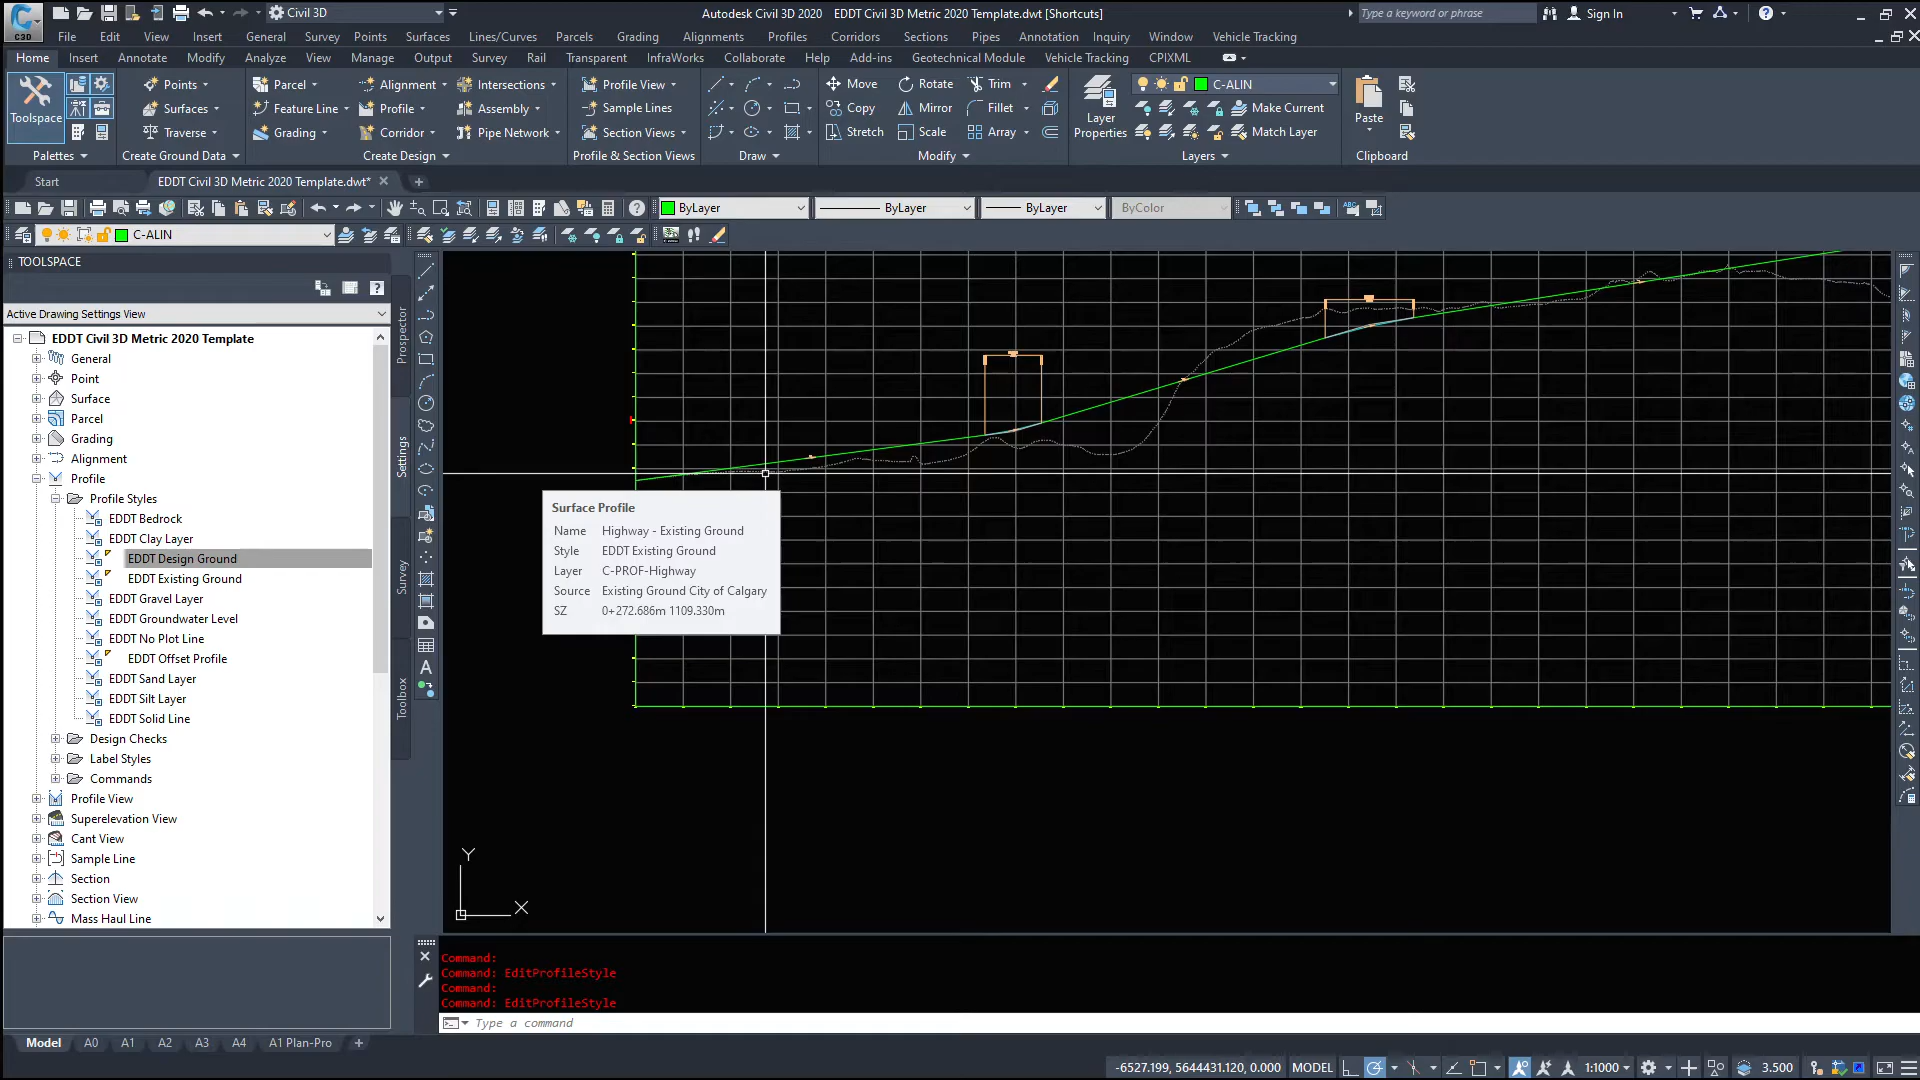 C3D
Civil 3D
Autodesk Civil 3D 2020 EDDT Civil 3D Metric 2020 Template.dwt [Shortcuts]
Type a keyword or phrase
Sign In
File Edit View Insert General Survey Points Surfaces Lines/Curves Parcels Grading Alignments Profiles Corridors Sections Pipes Annotation Inquiry Window Vehicle Tracking
Home Insert Annotate Modify Analyze View Manage Output Survey Rail Transparent InfraWorks Collaborate Help Add-ins Geotechnical Module Vehicle Tracking CPIXML
Points Parcel Alignment Intersections Profile View Rotate Trim C-ALIN
Move
Toolspace
Surfaces Feature Line Profile Assembly Sample Lines Copy Mirror Fillet Make Current
Layer Properties
Paste
Traverse Grading Corridor Pipe Network Section Views Stretch Scale Array Match Layer
Palettes Create Ground Data Create Design Profile & Section Views Draw Modify Layers Clipboard
Start EDDT Civil 3D Metric 2020 Template.dwt*
ByLayer ByLayer ByLayer ByColor
C-ALIN
TOOLSPACE
Active Drawing Settings View
EDDT Civil 3D Metric 2020 Template
General
Point
Surface
Parcel
Grading
Alignment
Profile
Profile Styles
EDDT Bedrock
EDDT Clay Layer
EDDT Design Ground
EDDT Existing Ground
EDDT Gravel Layer
EDDT Groundwater Level
EDDT No Plot Line
EDDT Offset Profile
EDDT Sand Layer
EDDT Silt Layer
EDDT Solid Line
Design Checks
Label Styles
Commands
Profile View
Superelevation View
Cant View
Sample Line
Section
Section View
Mass Haul Line
Prospector
Settings
Survey
Toolbox
Surface Profile
Name Highway - Existing Ground
Style EDDT Existing Ground
Layer C-PROF-Highway
Source Existing Ground City of Calgary
SZ 0+272.686m 1109.330m
Y
X
Command:
Command: EditProfileStyle
Command:
Command: EditProfileStyle
Type a command
Model A0 A1 A2 A3 A4 A1 Plan-Pro
-6527.199, 5644431.120, 0.000 MODEL 1:1000 3.500